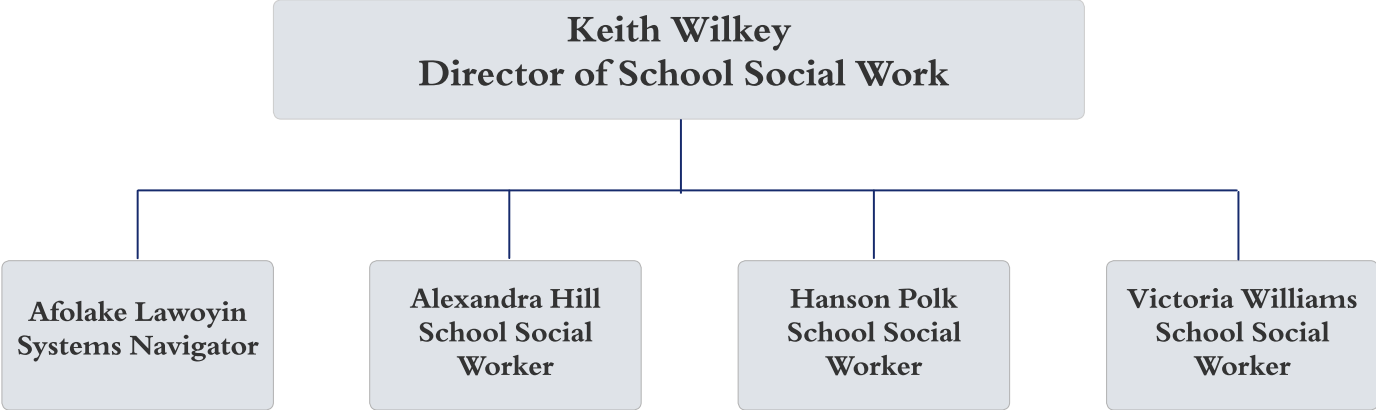 Keith Wilkey
Director of School Social Work
Afolake Lawoyin
Systems Navigator
Alexandra Hill
School Social
Worker
Hanson Polk
School Social
Worker
Victoria Williams
School Social
Worker